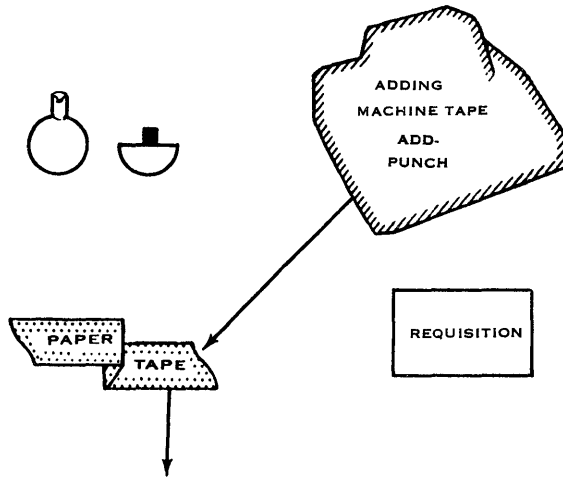 ADDING
MACHINE TAPE
ADD-
PUNCH
REQUISITION
PAPER
TAPE